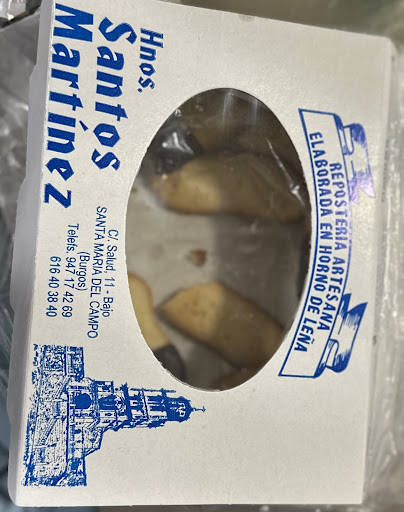 Hnos.
Santos
Martínez
C/. Salud, 11 - Bajo
SANTA MARIA DEL CAMPO
(Burgos)
Telefs: 947 17 42 69
616 40 38 40
REPOSTERÍA ARTESANA
ELABORADA EN HORNO DE LEÑA